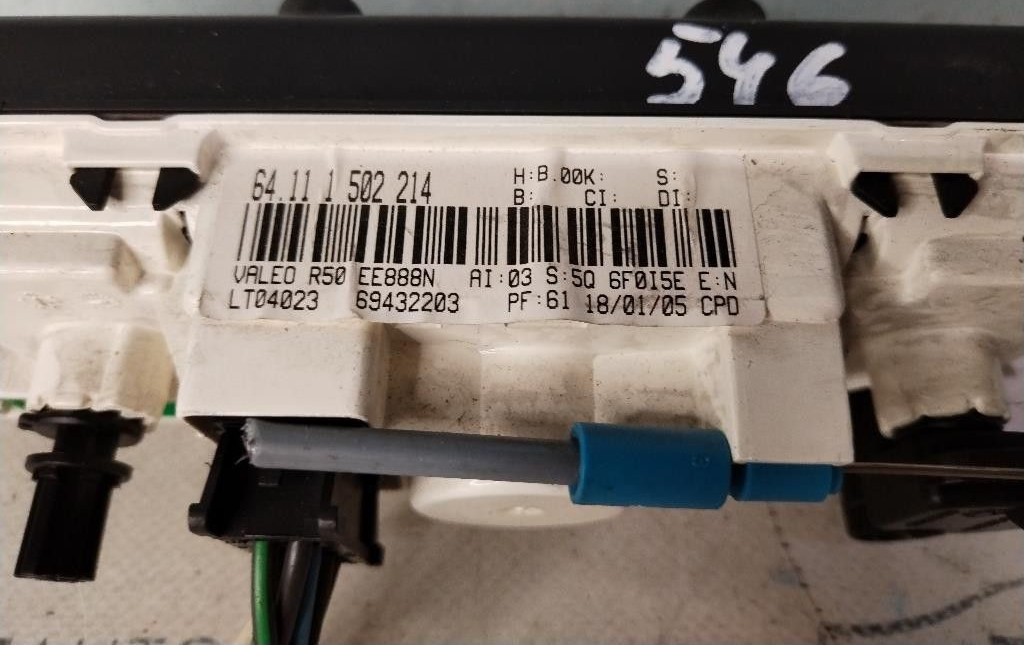 546
64.11 1 502 214
H:B.00K: S:
B: CI: DI:
VALEO R50 EE888N AI:03 S:5Q 6F0I5E E:N
LT04023 69432203 PF:61 18/01/05 CPD